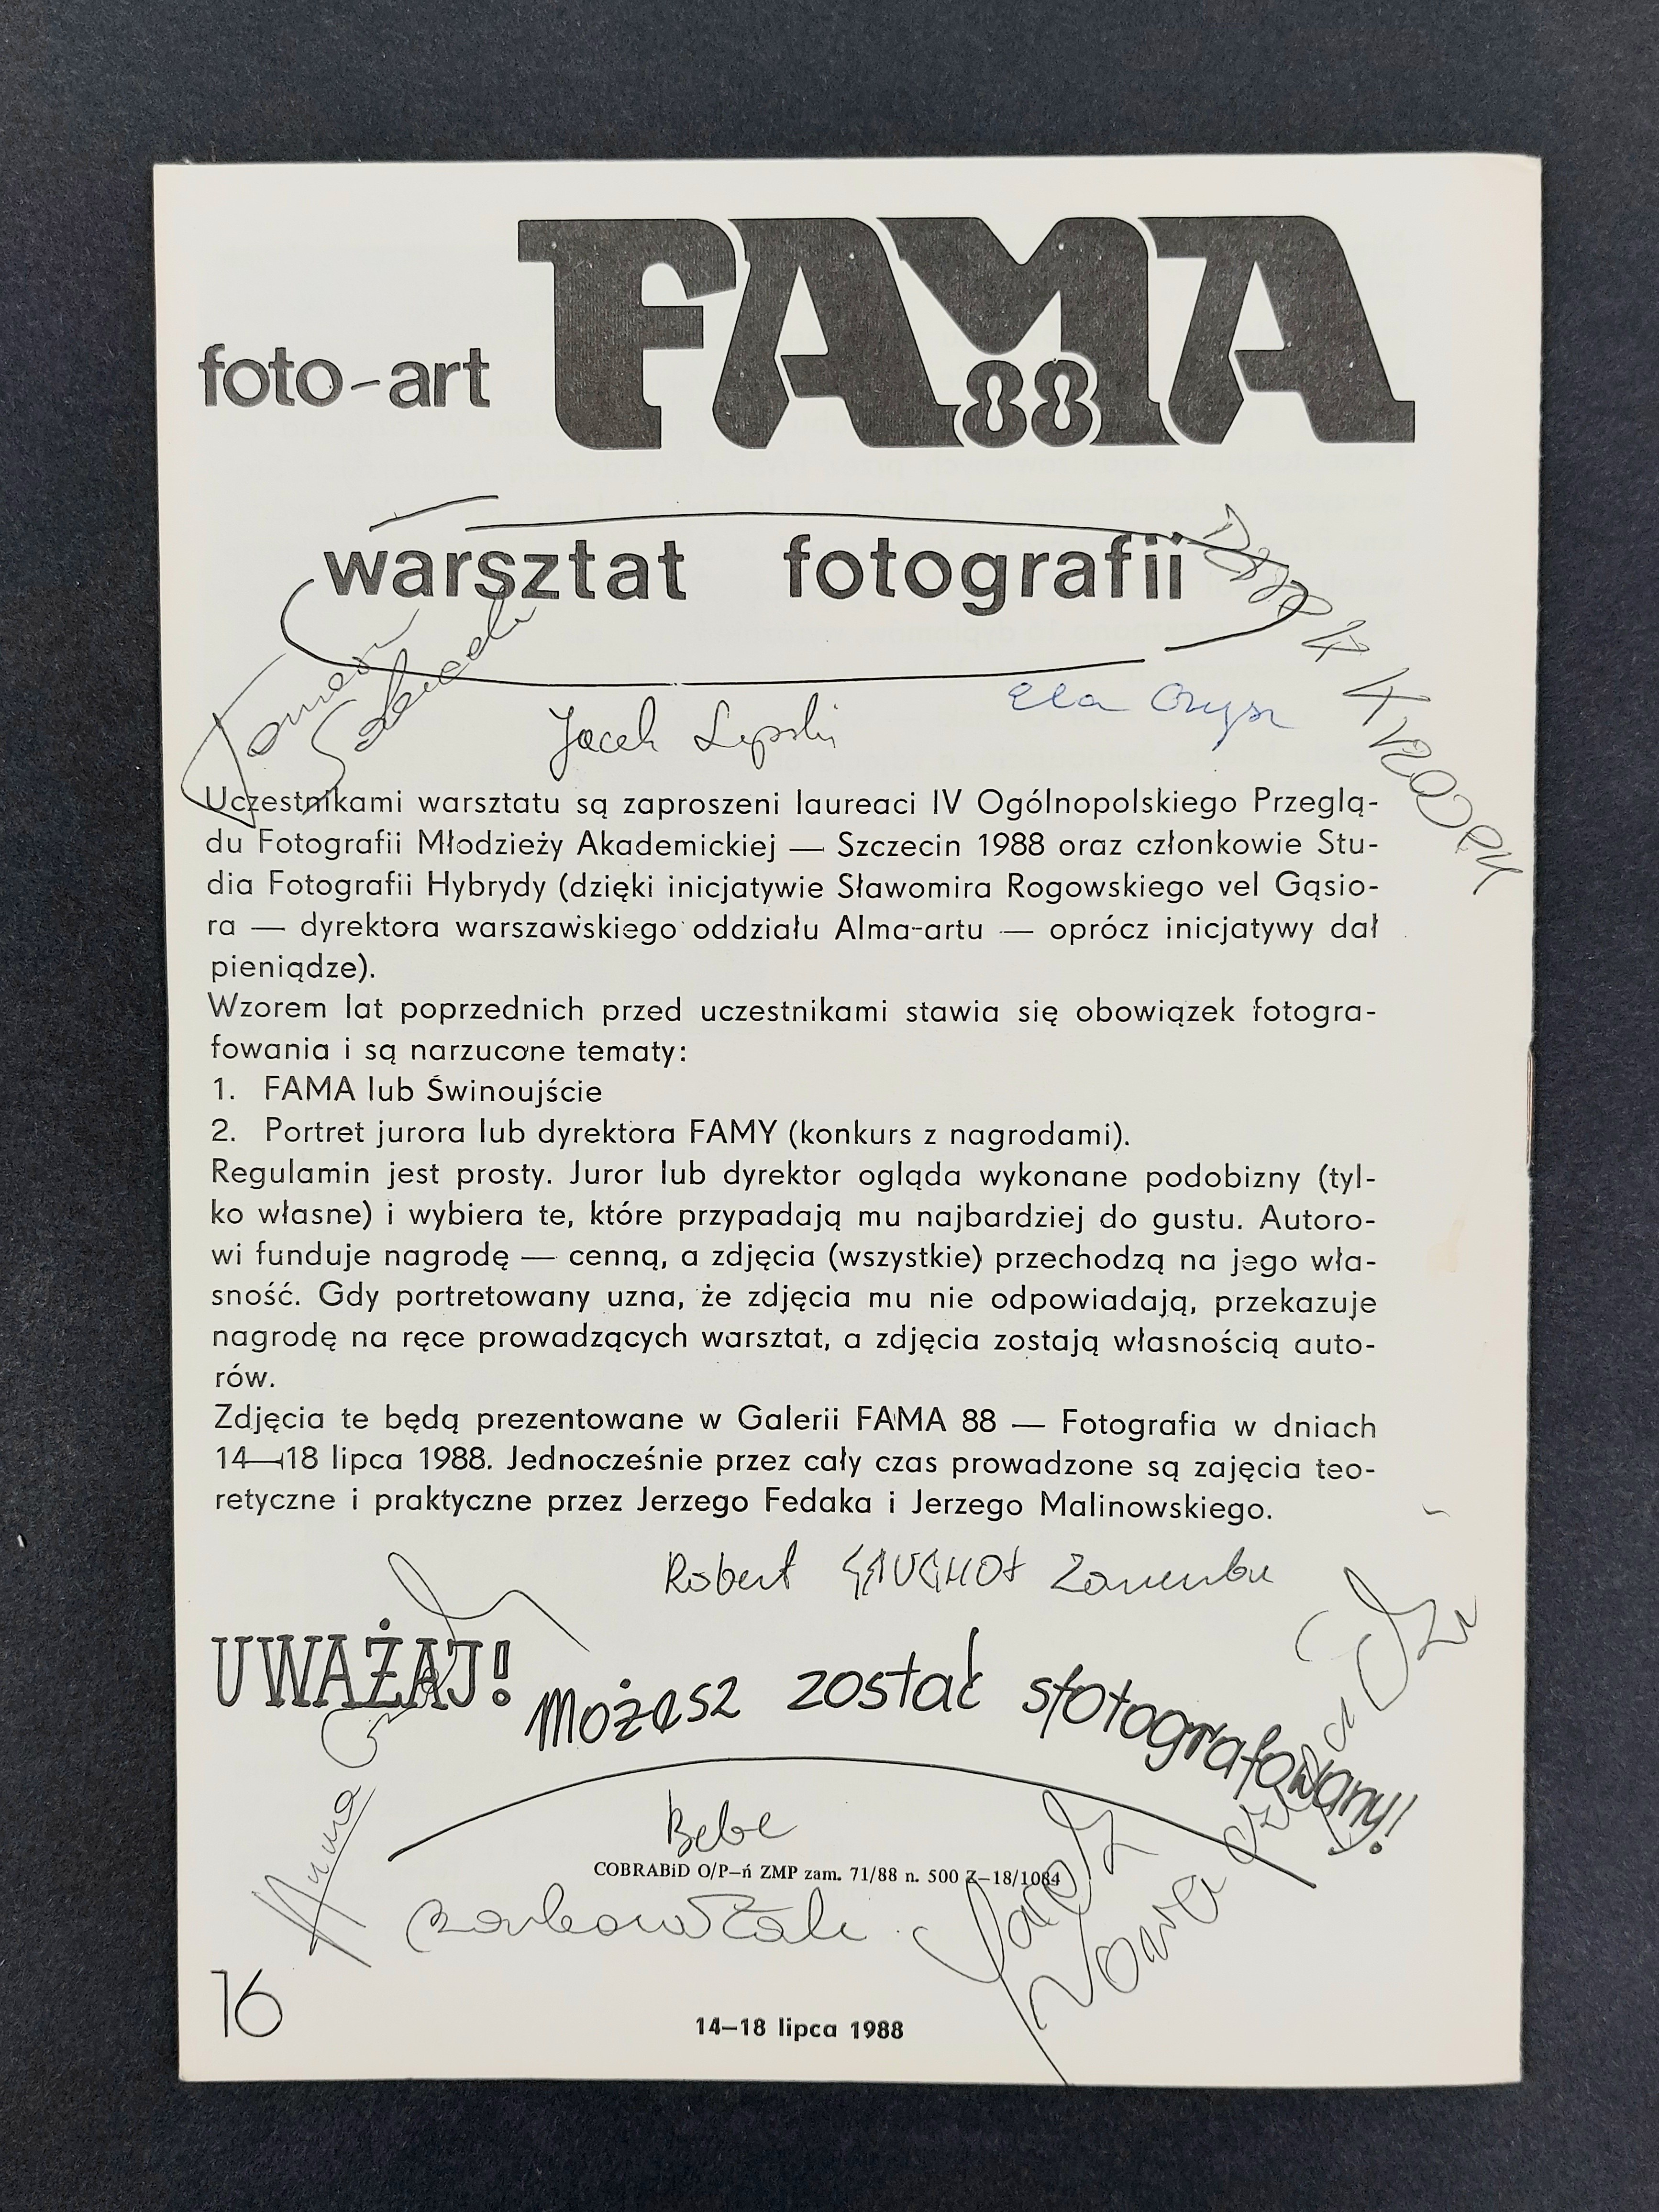 foto-art FAMA 88
warsztat fotografii
Jacek Lipski
Ela
Uczestnikami warsztatu są zaproszeni laureaci IV Ogólnopolskiego Przeglą-
du Fotografii Młodzieży Akademickiej — Szczecin 1988 oraz członkowie Stu-
dia Fotografii Hybrydy (dzięki inicjatywie Sławomira Rogowskiego vel Gąsio-
ra — dyrektora warszawskiego oddziału Alma-artu — oprócz inicjatywy dał
pieniądze).
Wzorem lat poprzednich przed uczestnikami stawia się obowiązek fotogra-
fowania i są narzucone tematy:
1. FAMA lub Świnoujście
2. Portret jurora lub dyrektora FAMY (konkurs z nagrodami).
Regulamin jest prosty. Juror lub dyrektor ogląda wykonane podobizny (tyl-
ko własne) i wybiera te, które przypadają mu najbardziej do gustu. Autoro-
wi funduje nagrodę — cenną, a zdjęcia (wszystkie) przechodzą na jego wła-
sność. Gdy portretowany uzna, że zdjęcia mu nie odpowiadają, przekazuje
nagrodę na ręce prowadzących warsztat, a zdjęcia zostają własnością auto-
rów.
Zdjęcia te będą prezentowane w Galerii FAMA 88 — Fotografia w dniach
14—18 lipca 1988. Jednocześnie przez cały czas prowadzone są zajęcia teo-
retyczne i praktyczne przez Jerzego Fedaka i Jerzego Malinowskiego.
Robert
UWAŻAJ! Możesz zostać sfotografowany!
Anna
Bebe
COBRABiD O/P-ń ZMP zam. 71/88 n. 500 Z-18/1084
16
14–18 lipca 1988